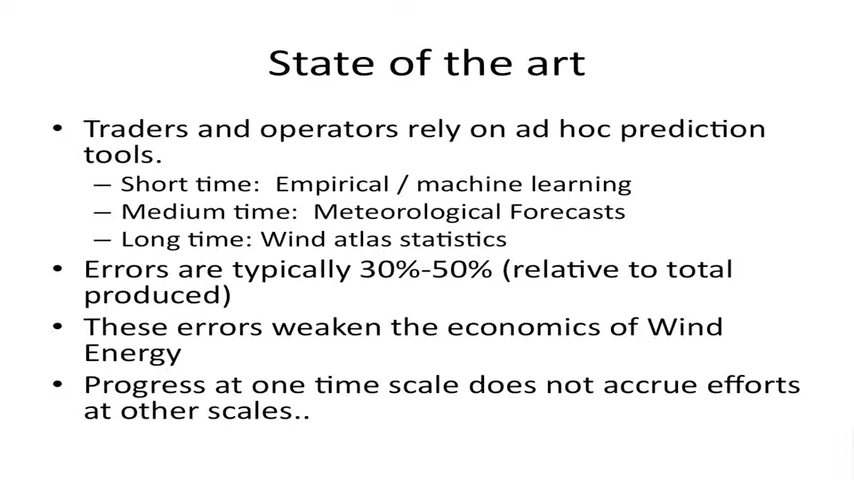 State of the art
• Traders and operators rely on ad hoc prediction
tools.
– Short time: Empirical / machine learning
– Medium time: Meteorological Forecasts
– Long time: Wind atlas statistics
• Errors are typically 30%-50% (relative to total
produced)
• These errors weaken the economics of Wind
Energy
• Progress at one time scale does not accrue efforts
at other scales..